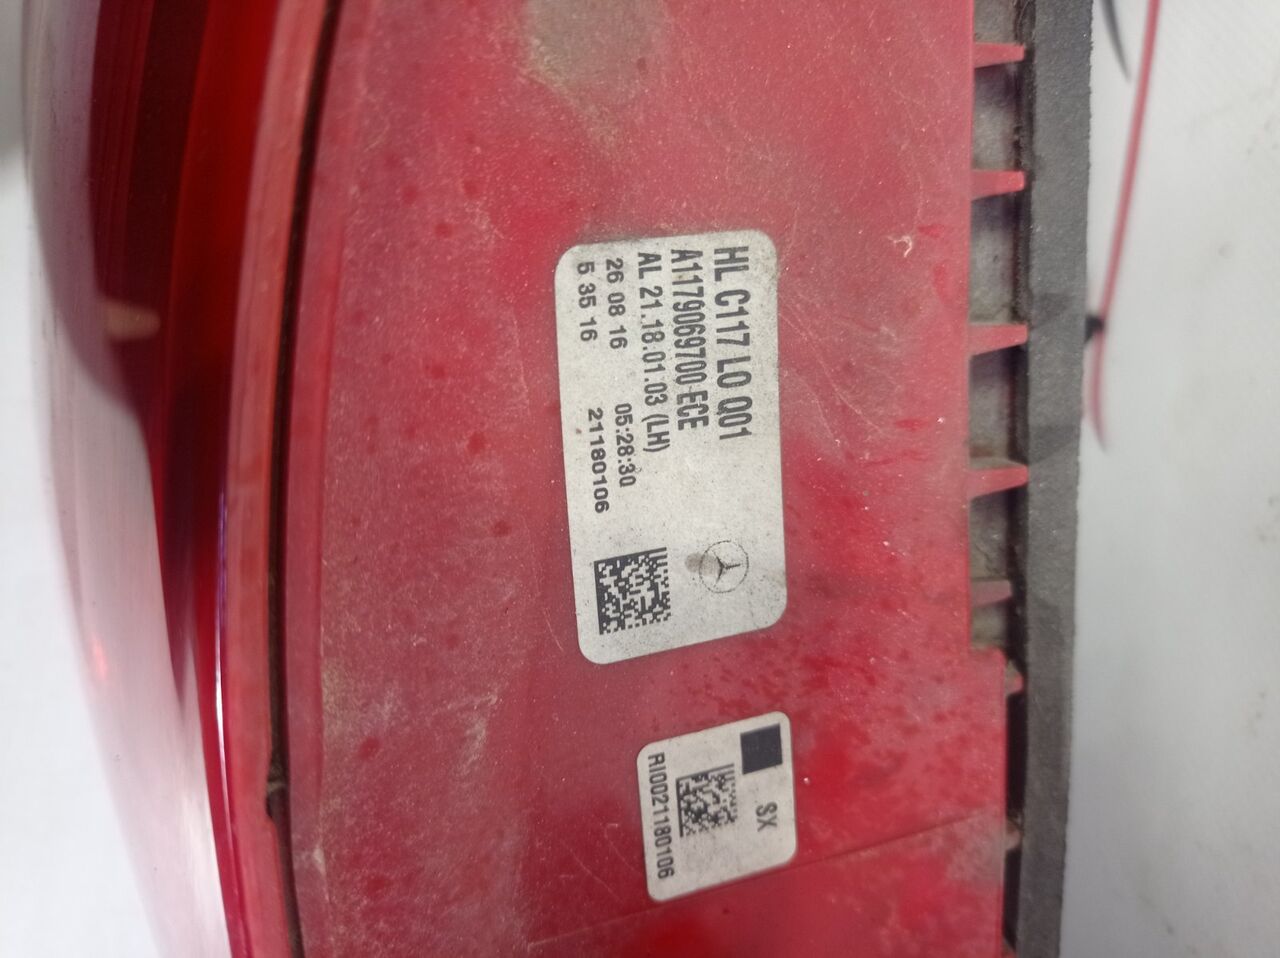 HL C117 LO Q01
A1179069700 ECE
AL 21.18.01.03 (LH)
26 08 16 05:28:30
5 35 16 21180106
SX
RI00021180106